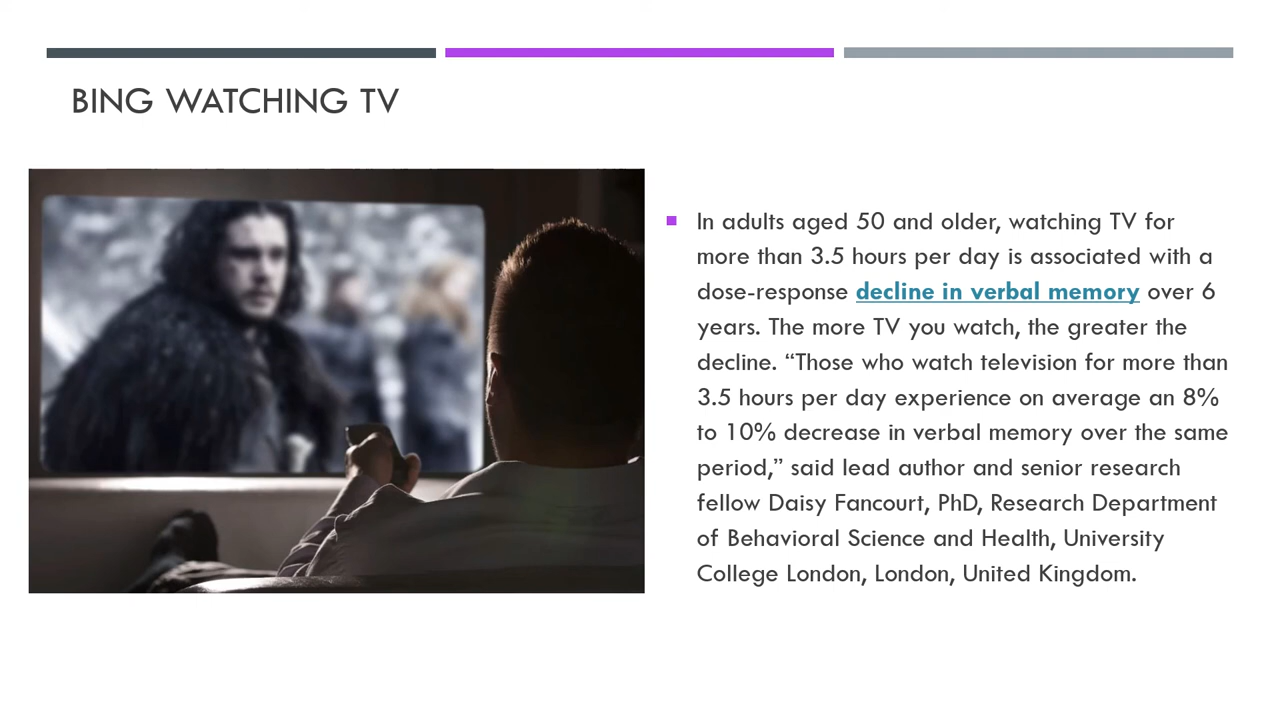 BING WATCHING TV
In adults aged 50 and older, watching TV for
more than 3.5 hours per day is associated with a
dose-response decline in verbal memory over 6
years. The more TV you watch, the greater the
decline. “Those who watch television for more than
3.5 hours per day experience on average an 8%
to 10% decrease in verbal memory over the same
period,” said lead author and senior research
fellow Daisy Fancourt, PhD, Research Department
of Behavioral Science and Health, University
College London, London, United Kingdom.